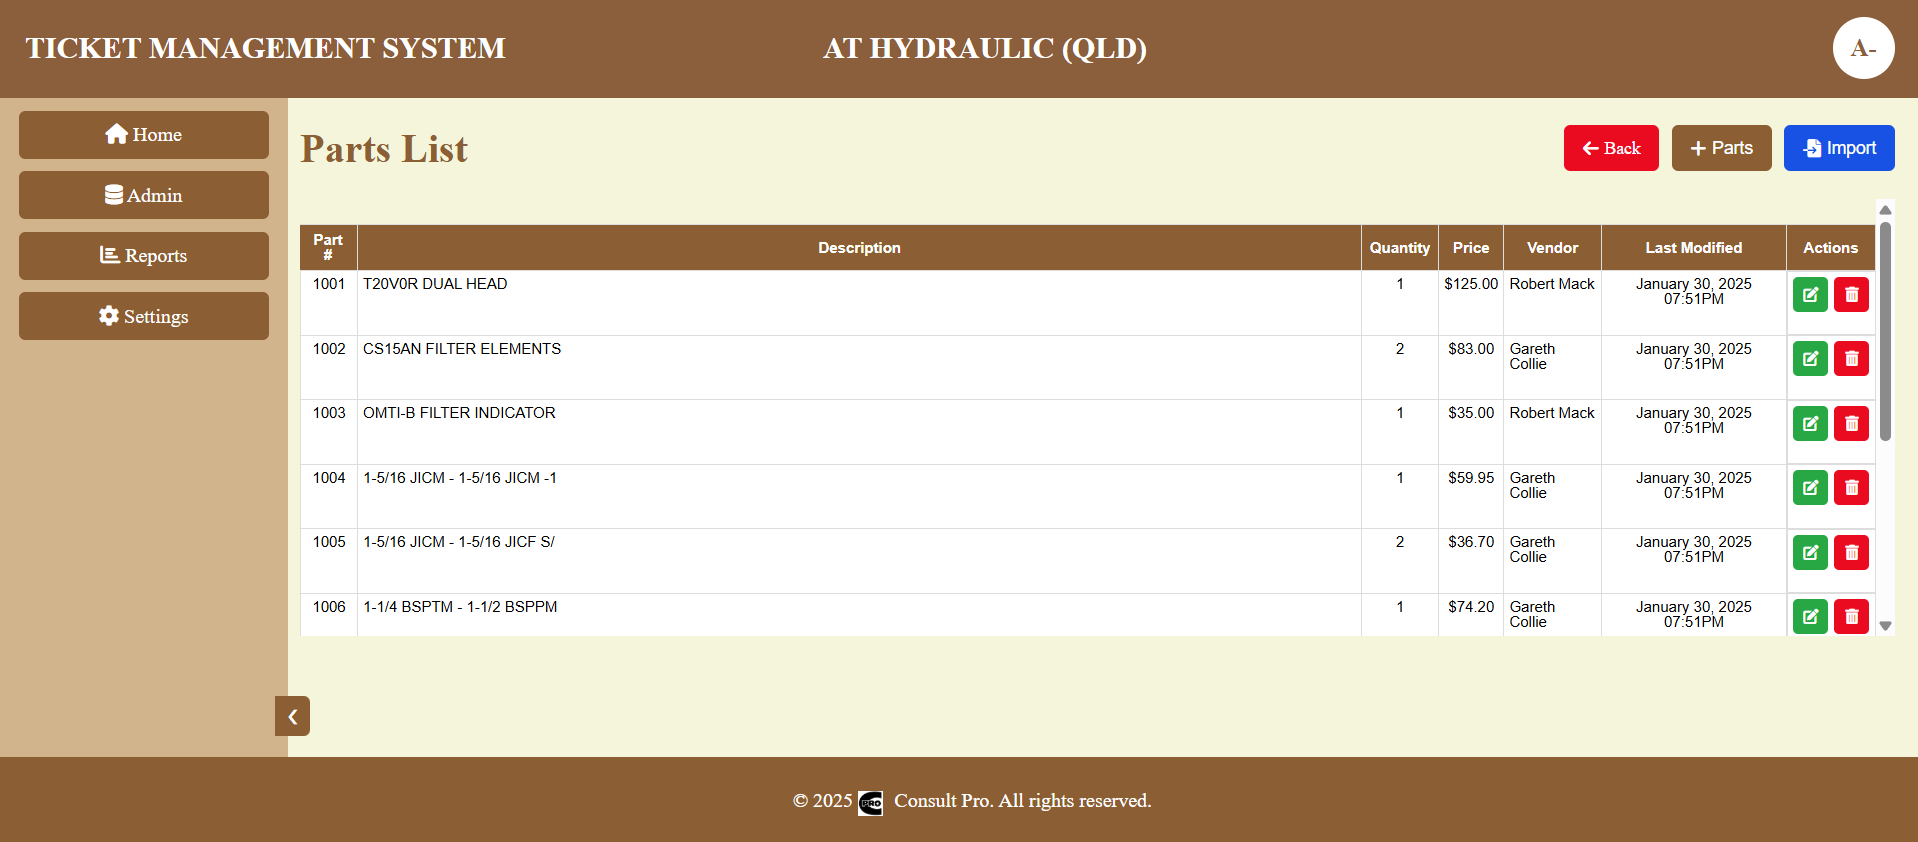 TICKET MANAGEMENT SYSTEM
AT HYDRAULIC (QLD)
A-
Home
Admin
Reports
Settings
Parts List
Back
Parts
Import
Part # Description Quantity Price Vendor Last Modified Actions
1001 T20V0R DUAL HEAD 1 $125.00 Robert Mack January 30, 2025 07:51PM
1002 CS15AN FILTER ELEMENTS 2 $83.00 Gareth Collie January 30, 2025 07:51PM
1003 OMTI-B FILTER INDICATOR 1 $35.00 Robert Mack January 30, 2025 07:51PM
1004 1-5/16 JICM - 1-5/16 JICM -1 1 $59.95 Gareth Collie January 30, 2025 07:51PM
1005 1-5/16 JICM - 1-5/16 JICF S/ 2 $36.70 Gareth Collie January 30, 2025 07:51PM
1006 1-1/4 BSPTM - 1-1/2 BSPPM 1 $74.20 Gareth Collie January 30, 2025 07:51PM
© 2025 PRO Consult Pro. All rights reserved.